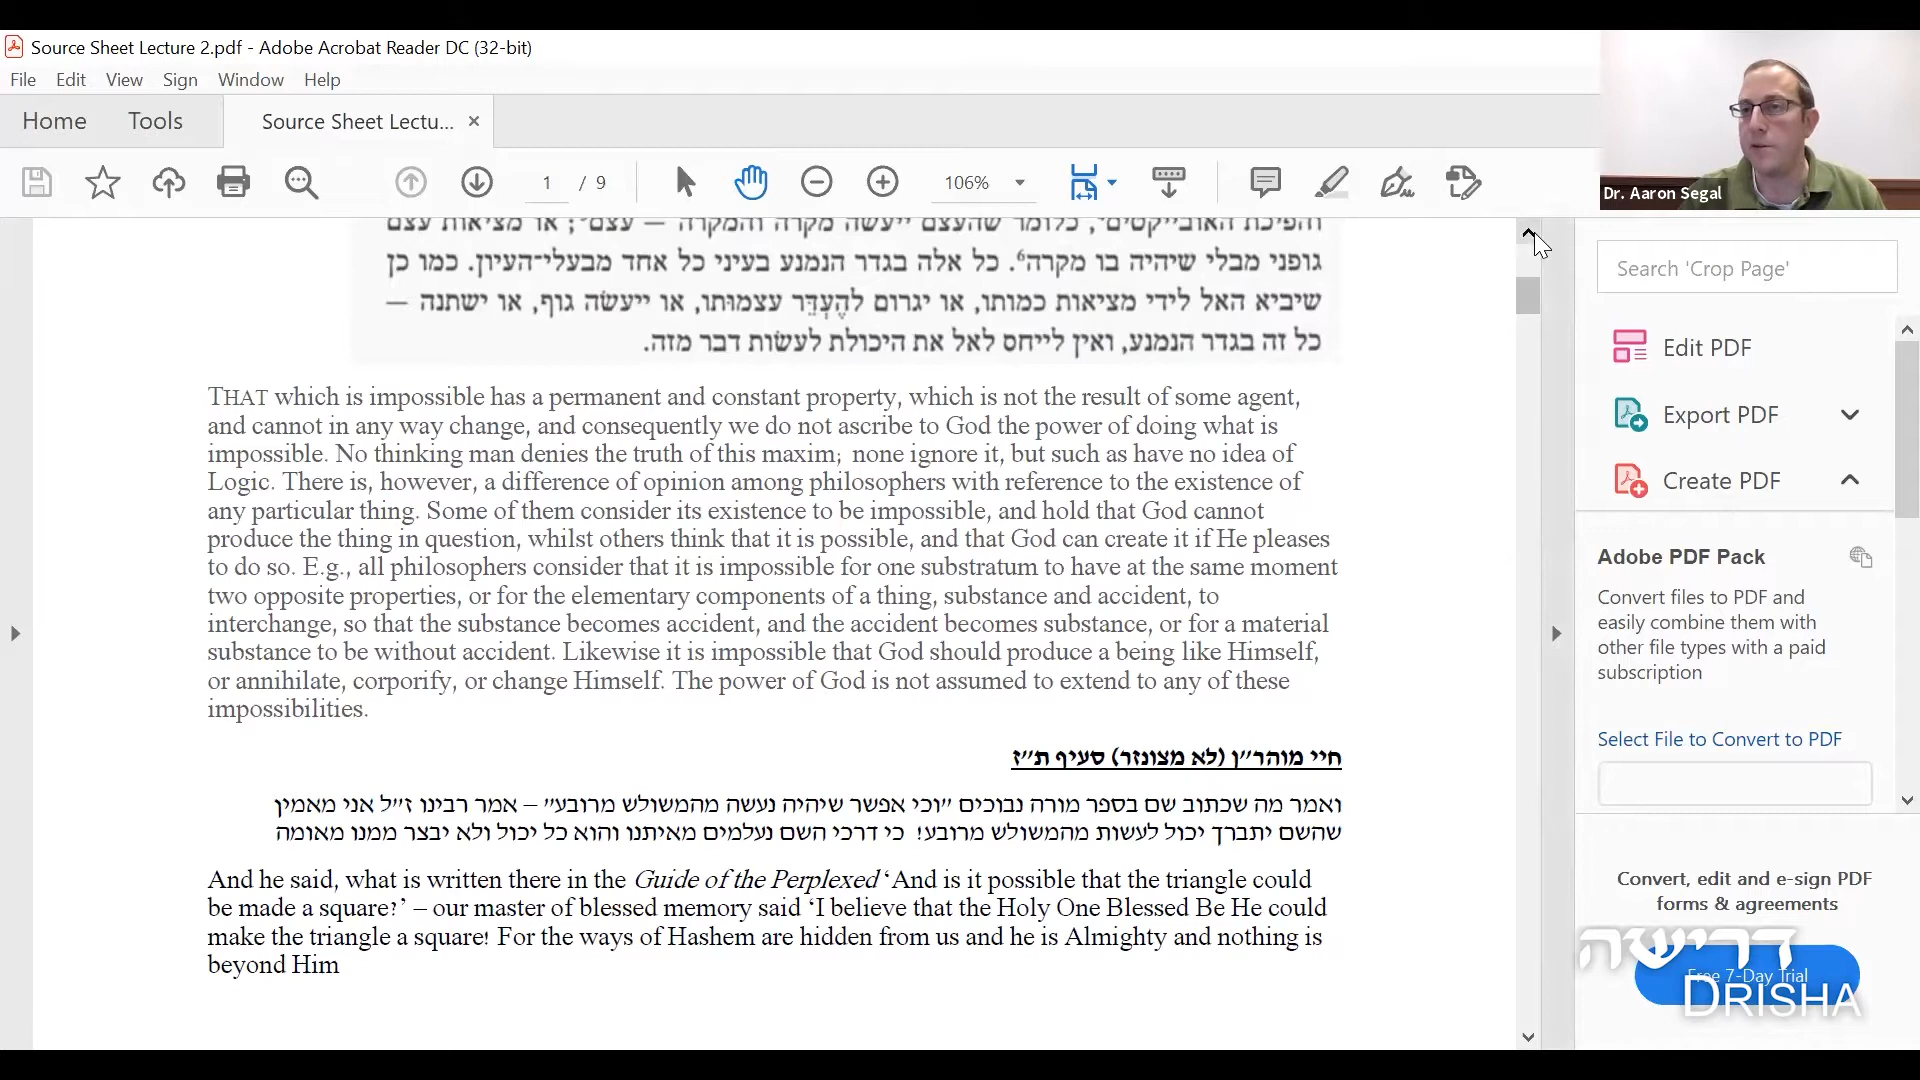 Source Sheet Lecture 2.pdf - Adobe Acrobat Reader DC (32-bit)
File Edit View Sign Window Help
Home Tools Source Sheet Lectu... ×
1 / 9 106%
Dr. Aaron Segal
והפיכת האובייקטים, כלומר שהעצם ייעשה מקרה והמקרה — עצם; או מציאות עצם
גופני מבלי שיהיה בו מקרה⁶. כל אלה בגדר הנמנע בעיני כל אחד מבעלי־העיון. כמו כן
שיביא האל לידי מציאות כמותו, או יגרום לְהֶעְדֵּר עצמותו, או ייעשׂה גוף, או ישתנה —
כל זה בגדר הנמנע, ואין לייחס לאל את היכולת לעשׂות דבר מזה.
THAT which is impossible has a permanent and constant property, which is not the result of some agent,
and cannot in any way change, and consequently we do not ascribe to God the power of doing what is
impossible. No thinking man denies the truth of this maxim; none ignore it, but such as have no idea of
Logic. There is, however, a difference of opinion among philosophers with reference to the existence of
any particular thing. Some of them consider its existence to be impossible, and hold that God cannot
produce the thing in question, whilst others think that it is possible, and that God can create it if He pleases
to do so. E.g., all philosophers consider that it is impossible for one substratum to have at the same moment
two opposite properties, or for the elementary components of a thing, substance and accident, to
interchange, so that the substance becomes accident, and the accident becomes substance, or for a material
substance to be without accident. Likewise it is impossible that God should produce a being like Himself,
or annihilate, corporify, or change Himself. The power of God is not assumed to extend to any of these
impossibilities.
חיי מוהר״ן (לא מצונזר) סעיף ת״ז
ואמר מה שכתוב שם בספר מורה נבוכים ״וכי אפשר שיהיה נעשה מהמשולש מרובע״ – אמר רבינו ז״ל אני מאמין
שהשם יתברך יכול לעשות מהמשולש מרובע! כי דרכי השם נעלמים מאיתנו והוא כל יכול ולא יבצר ממנו מאומה
And he said, what is written there in the Guide of the Perplexed ‘And is it possible that the triangle could
be made a square?’ – our master of blessed memory said ‘I believe that the Holy One Blessed Be He could
make the triangle a square! For the ways of Hashem are hidden from us and he is Almighty and nothing is
beyond Him
Search 'Crop Page'
Edit PDF
Export PDF
Create PDF
Adobe PDF Pack
Convert files to PDF and
easily combine them with
other file types with a paid
subscription
Select File to Convert to PDF
Convert, edit and e-sign PDF
forms & agreements
Free 7-Day Trial
דרישה
DRISHA